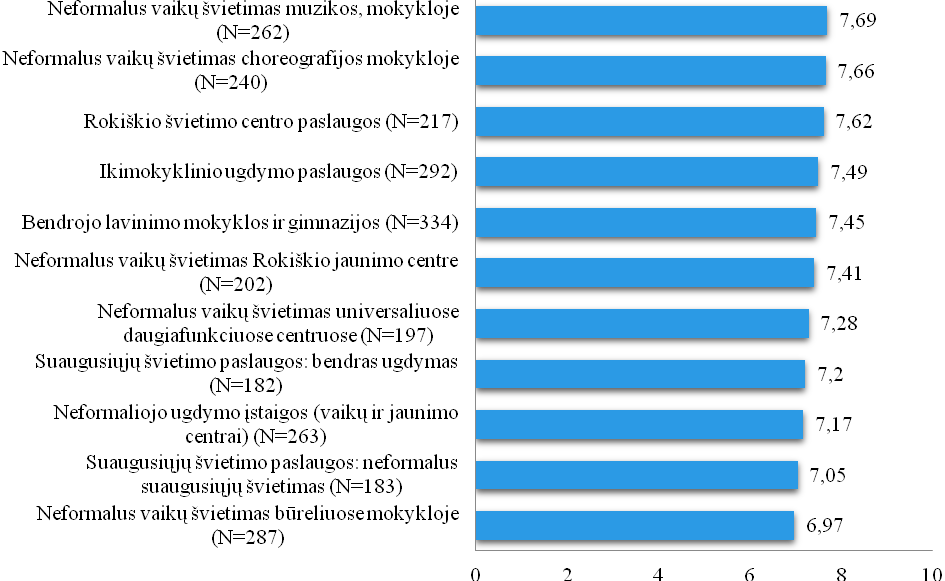 Neformalus vaikų švietimas muzikos, mokykloje
(N=262)
7,69
Neformalus vaikų švietimas choreografijos mokykloje
(N=240)
7,66
Rokiškio švietimo centro paslaugos (N=217)
7,62
Ikimokyklinio ugdymo paslaugos (N=292)
7,49
Bendrojo lavinimo mokyklos ir gimnazijos (N=334)
7,45
Neformalus vaikų švietimas Rokiškio jaunimo centre
(N=202)
7,41
Neformalus vaikų švietimas universaliuose
daugiafunkciuose centruose (N=197)
7,28
Suaugusiųjų švietimo paslaugos: bendras ugdymas
(N=182)
7,2
Neformaliojo ugdymo įstaigos (vaikų ir jaunimo
centrai) (N=263)
7,17
Suaugusiųjų švietimo paslaugos: neformalus
suaugusiųjų švietimas (N=183)
7,05
Neformalus vaikų švietimas būreliuose mokykloje
(N=287)
6,97
0 2 4 6 8 10